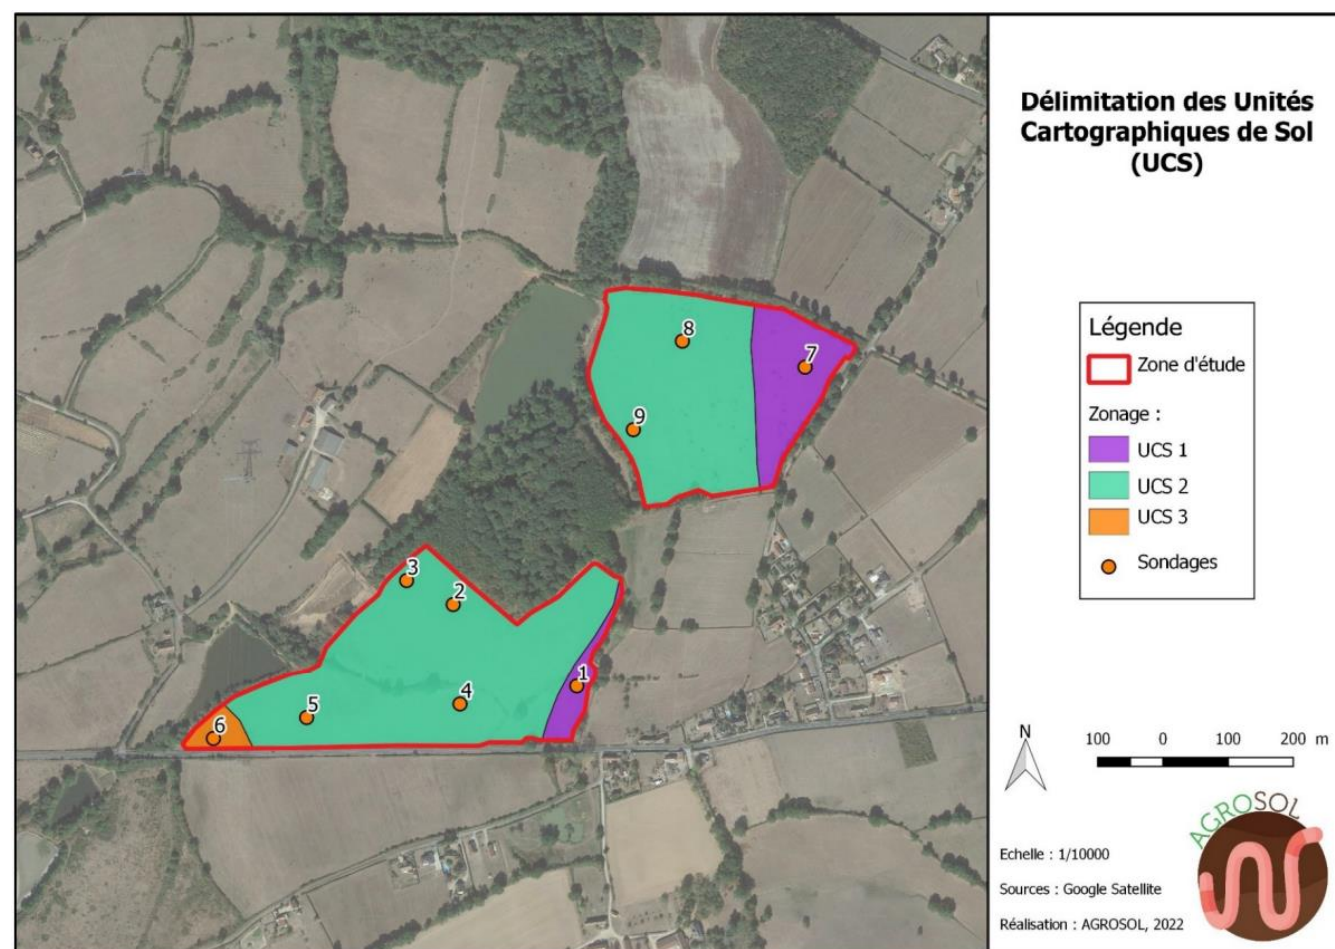 Délimitation des Unités
Cartographiques de Sol
(UCS)
8
7
9
3
2
1
4
5
6
Légende
Zone d'étude
Zonage :
UCS 1
UCS 2
UCS 3
Sondages
N
100 0 100 200 m
AGROSOL
Echelle : 1/10000
Sources : Google Satellite
Réalisation : AGROSOL, 2022